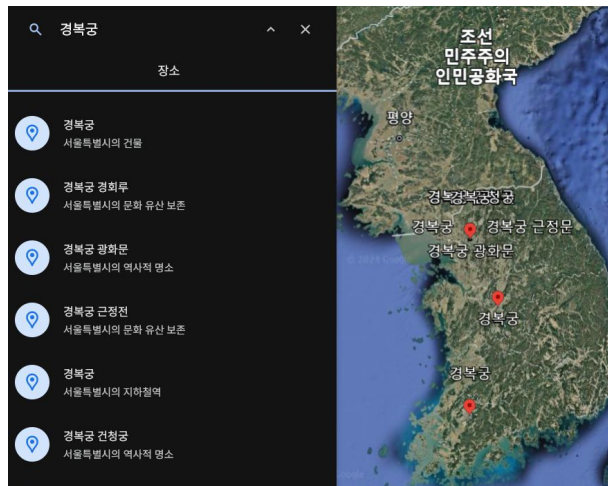 경복궁
장소
경복궁
서울특별시의 건물
경복궁 경회루
서울특별시의 문화 유산 보존
경복궁 광화문
서울특별시의 역사적 명소
경복궁 근정전
서울특별시의 문화 유산 보존
경복궁
서울특별시의 지하철역
경복궁 건청궁
서울특별시의 역사적 명소
조선
민주주의
인민공화국
평양
경복궁
경복궁 근정문
경복궁 광화문
경복궁
경복궁